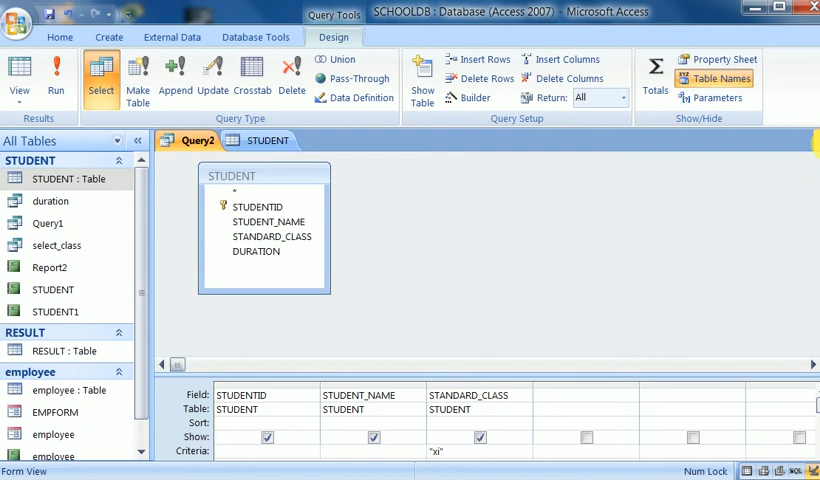 Query Tools
SCHOOLDB : Database (Access 2007) - Microsoft Access
Home
Create
External Data
Database Tools
Design
View
Run
Results
Select
Make Table
Append
Update
Crosstab
Delete
Union
Pass-Through
Data Definition
Query Type
Show Table
Insert Rows
Delete Rows
Builder
Insert Columns
Delete Columns
Return: All
Query Setup
Σ
Totals
Property Sheet
XYZ Table Names
Parameters
Show/Hide
All Tables
«
STUDENT
STUDENT : Table
duration
Query1
select_class
Report2
STUDENT
STUDENT1
RESULT
RESULT : Table
employee
employee : Table
EMPFORM
employee
employee
Query2
STUDENT
STUDENT
*
STUDENTID
STUDENT_NAME
STANDARD_CLASS
DURATION
Field: STUDENTID STUDENT_NAME STANDARD_CLASS
Table: STUDENT STUDENT STUDENT
Sort:
Show:
Criteria: "xi"
Form View
Num Lock
SQL